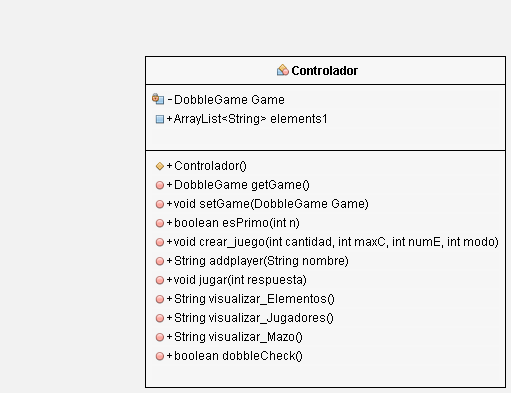 Controlador
- DobbleGame Game
+ ArrayList<String> elements1
+ Controlador()
+ DobbleGame getGame()
+ void setGame(DobbleGame Game)
+ boolean esPrimo(int n)
+ void crear_juego(int cantidad, int maxC, int numE, int modo)
+ String addplayer(String nombre)
+ void jugar(int respuesta)
+ String visualizar_Elementos()
+ String visualizar_Jugadores()
+ String visualizar_Mazo()
+ boolean dobbleCheck()